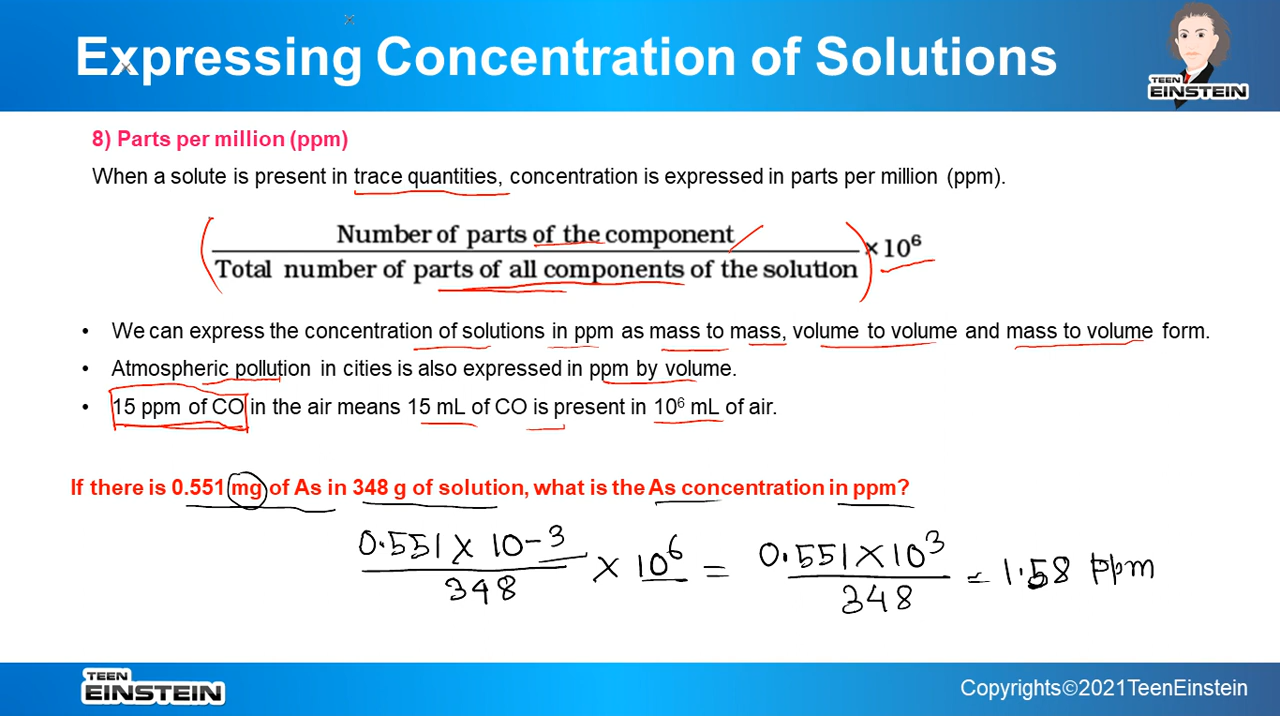 Expressing Concentration of Solutions
TEEN
EINSTEIN
8) Parts per million (ppm)
When a solute is present in trace quantities, concentration is expressed in parts per million (ppm).
Number of parts of the component
Total number of parts of all components of the solution
× 10⁶
• We can express the concentration of solutions in ppm as mass to mass, volume to volume and mass to volume form.
• Atmospheric pollution in cities is also expressed in ppm by volume.
• 15 ppm of CO in the air means 15 mL of CO is present in 10⁶ mL of air.
If there is 0.551 mg of As in 348 g of solution, what is the As concentration in ppm?
0.551 × 10-3
348
× 10⁶ =
0.551 × 10³
348
= 1.58 ppm
TEEN
EINSTEIN
Copyrights©2021TeenEinstein